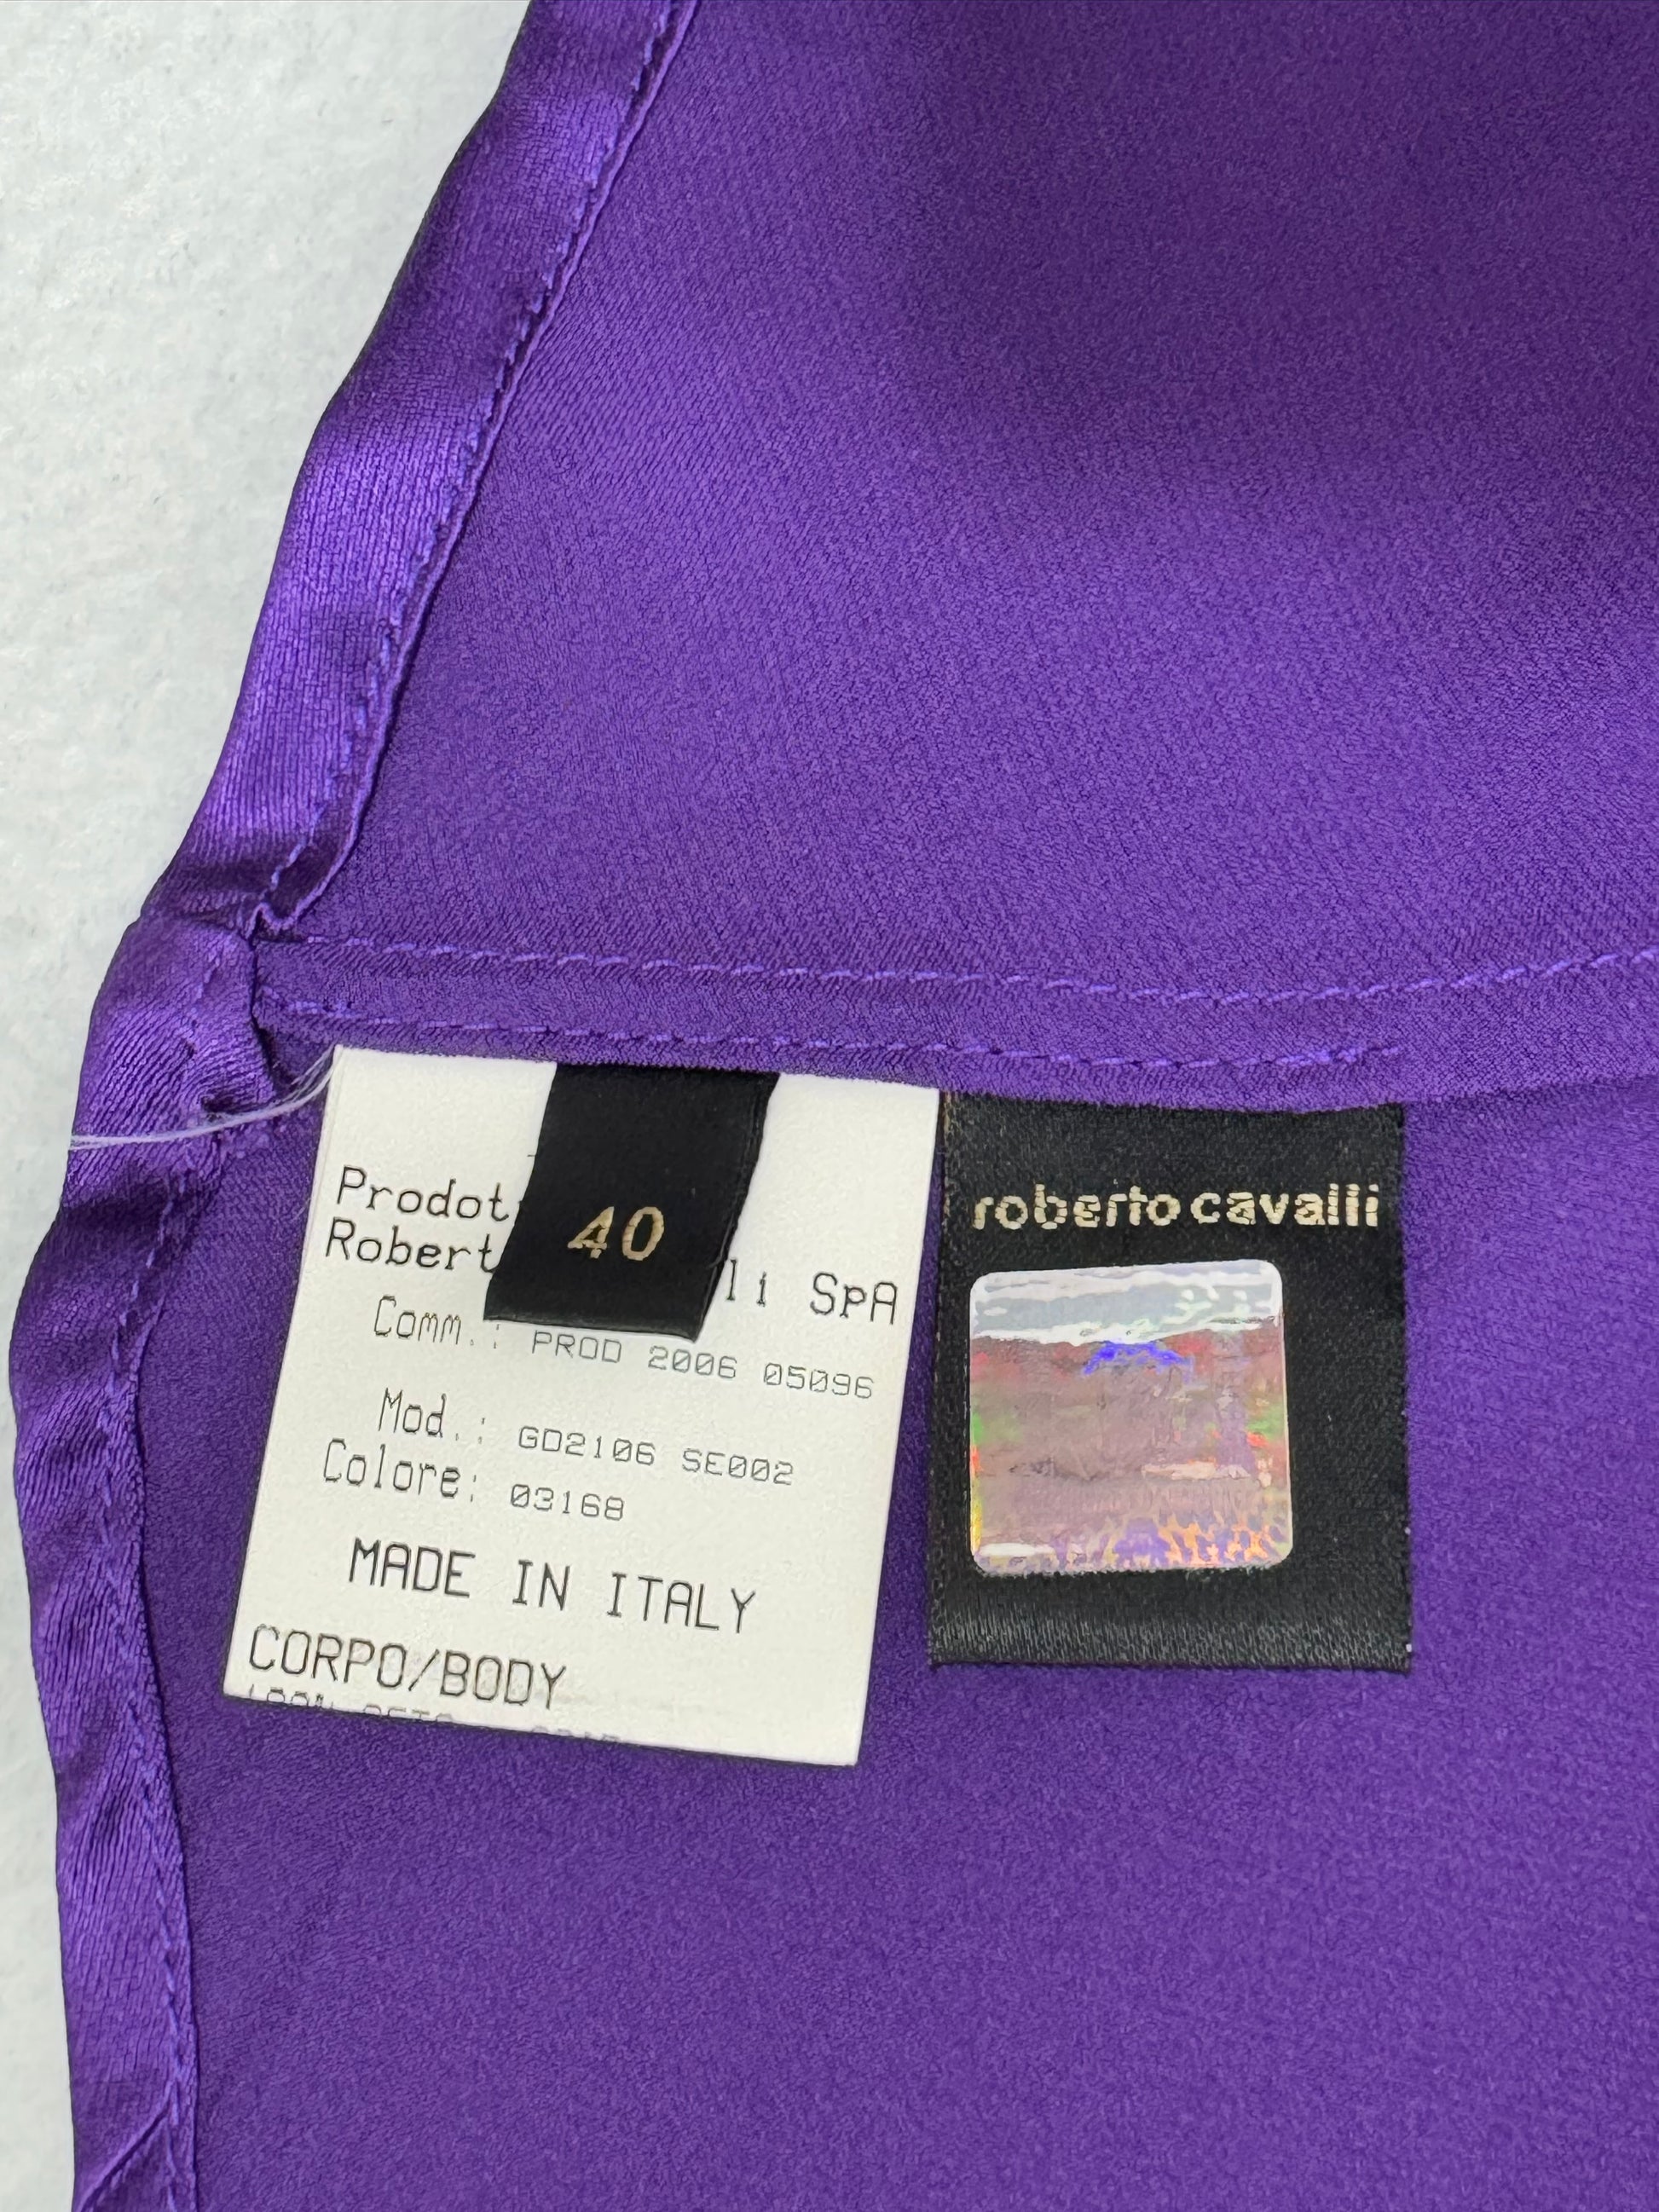 40
Prodot
Robert li SpA
Comm.: PROD 2006 05096
Mod.: GD2106 SE002
Colore: 03168
MADE IN ITALY
CORPO/BODY
roberto cavalli